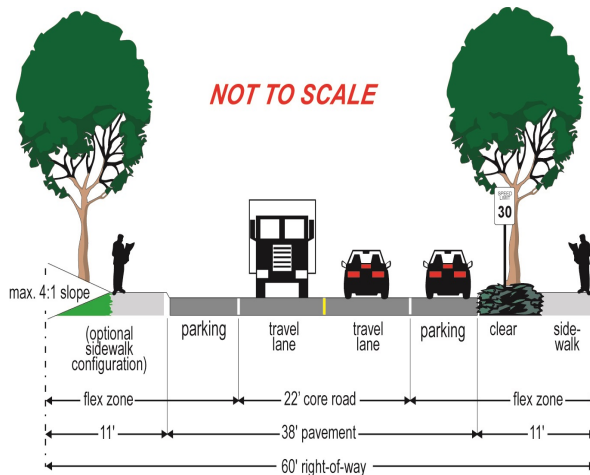 NOT TO SCALE
SPEED
LIMIT
30
max. 4:1 slope
(optional
sidewalk
configuration)
parking
travel
lane
travel
lane
parking
clear
side-
walk
flex zone
22' core road
flex zone
11'
38' pavement
11'
60' right-of-way